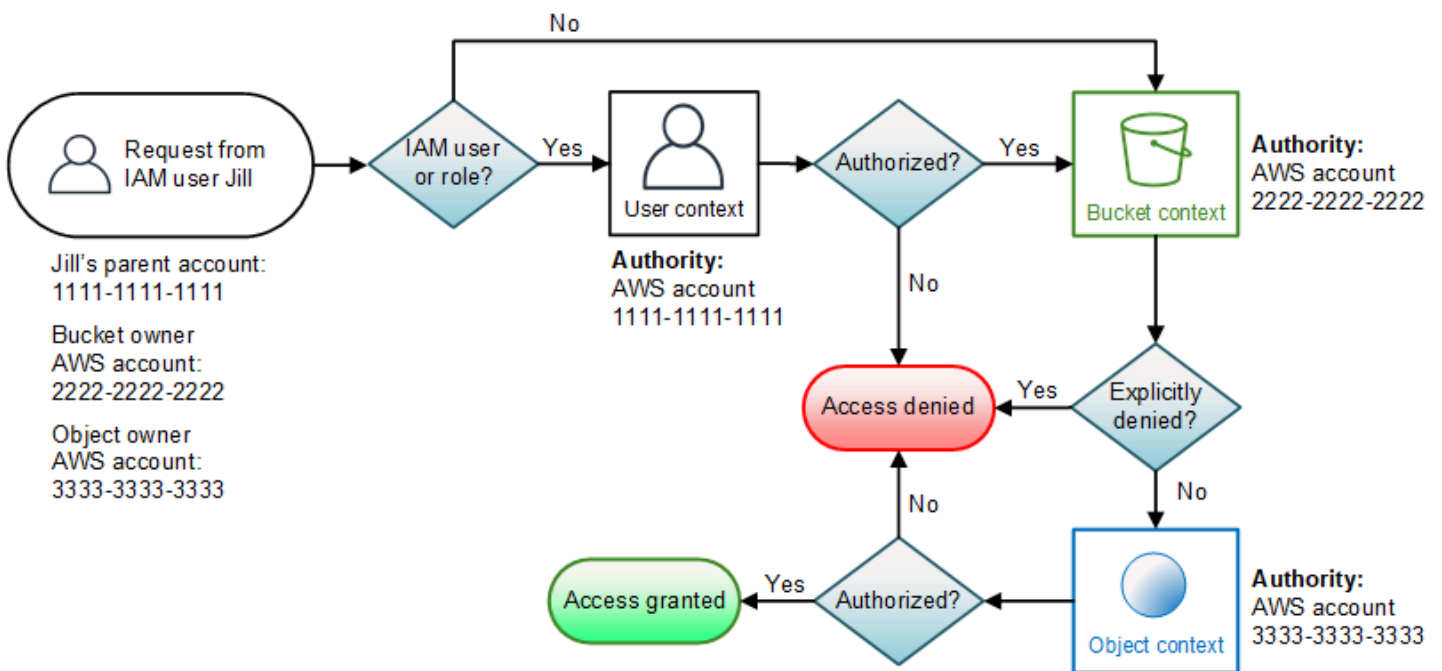 No
Request from
IAM user Jill
IAM user
or role?
Yes
User context
Authorized?
Yes
Bucket context
Authority:
AWS account
2222-2222-2222
Jill's parent account:
1111-1111-1111
Bucket owner
AWS account:
2222-2222-2222
Object owner
AWS account:
3333-3333-3333
Authority:
AWS account
1111-1111-1111
No
Access denied
Yes
Explicitly
denied?
No
No
Access granted
Yes
Authorized?
Object context
Authority:
AWS account
3333-3333-3333